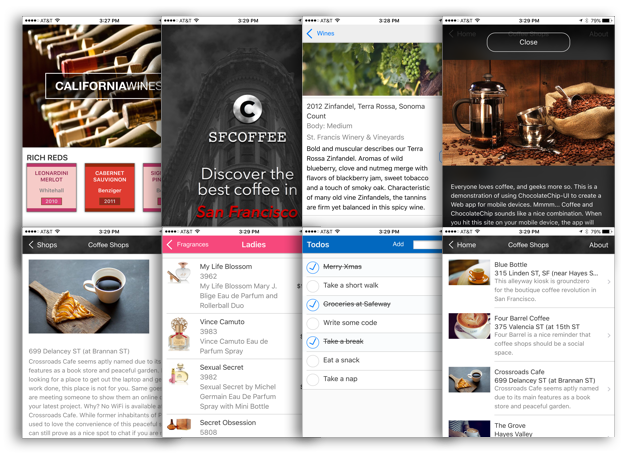 AT&T
3:27 PM
CALIFORNIAWINES
RICH REDS
LEONARDINI
MERLOT
Whitehall
2010
CABERNET
SAUVIGNON
Benziger
2011
AT&T
3:29 PM
C
SFCOFFEE
Discover the
best coffee in
San Francisco
AT&T
3:28 PM
Wines
2012 Zinfandel, Terra Rossa, Sonoma
Count
Body: Medium
St. Francis Winery & Vineyards
Bold and muscular describes our Terra
Rossa Zinfandel. Aromas of wild
blueberry, clove and nutmeg merge with
flavors of blackberry jam, sweet tobacco
and a touch of smoky oak. Characteristic
of many old vine Zinfandels, the tannins
are firm yet balanced in this spicy wine.
AT&T
3:29 PM
79%
Home
Coffee Shops
About
Close
Everyone loves coffee, and geeks more so. This is a
demonstration of using ChocolateChip-UI to create a
Web app for mobile devices. Mmmm... Coffee and
ChocolateChip sounds like a nice combination. When
you hit this site on your mobile device, the app will
AT&T
3:29 PM
Shops
Coffee Shops
699 Delancey ST (at Brannan ST)
Crossroads Cafe seems aptly named due to its
features as a book store and peaceful garden.
looking for a place to get out the laptop and ge
work done, this place is not for you. Same goes
are meeting someone to show them an online
your latest project. Why? No WiFi is available a
Crossroads Cafe. While former inhabitants of
used to love the convenience of this peaceful
can still prove as a nice spot to chat if you are
AT&T
3:29 PM
Fragrances
Ladies
My Life Blossom
3962
My Life Blossom Mary J.
Blige Eau De Parfum and
Rollerball Duo
Vince Camuto
3983
Vince Camuto Eau de
Parfum Spray
Sexual Secret
3984
Sexual Secret by Michel
Germain Eau De Parfum
Spray with Mini Bottle
Secret Obsession
5808
AT&T
3:29 PM
Todos
Add
Merry Xmas
Take a short walk
Groceries at Safeway
Write some code
Take a break
Eat a snack
Take a nap
AT&T
3:29 PM
79%
Home
Coffee Shops
About
Blue Bottle
315 Linden ST, SF (near Hayes S...
This alleyway kiosk is groundzero
for the boutique coffee revolution in
San Francisco.
Four Barrel Coffee
375 Valencia ST (at 15th ST
Four Barrel is a nice reminder that
coffee shops should be a social
space.
Crossroads Cafe
699 Delancey ST (at Brannan ST)
Crossroads Cafe seems aptly named
due to its main features as a book
store and peaceful garden.
The Grove
Hayes Valley